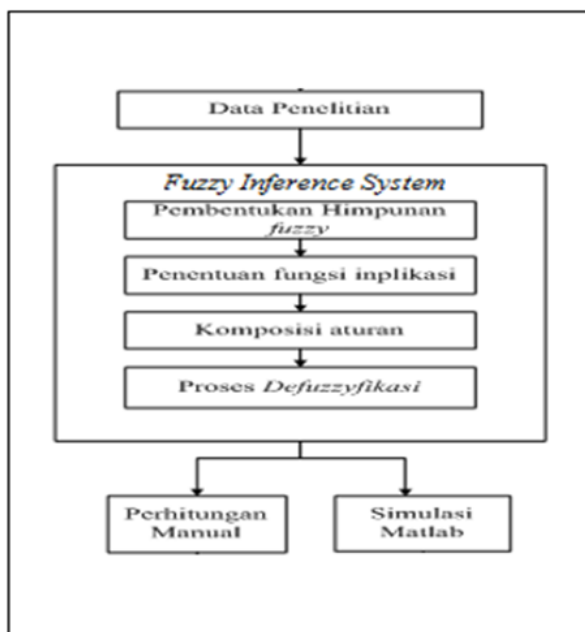 Data Penelitian
Fuzzy Inference System
Pembentukan Himpunan
fuzzy
Penentuan fungsi inplikasi
Komposisi aturan
Proses Defuzzyfikasi
Perhitungan
Manual
Simulasi
Matlab